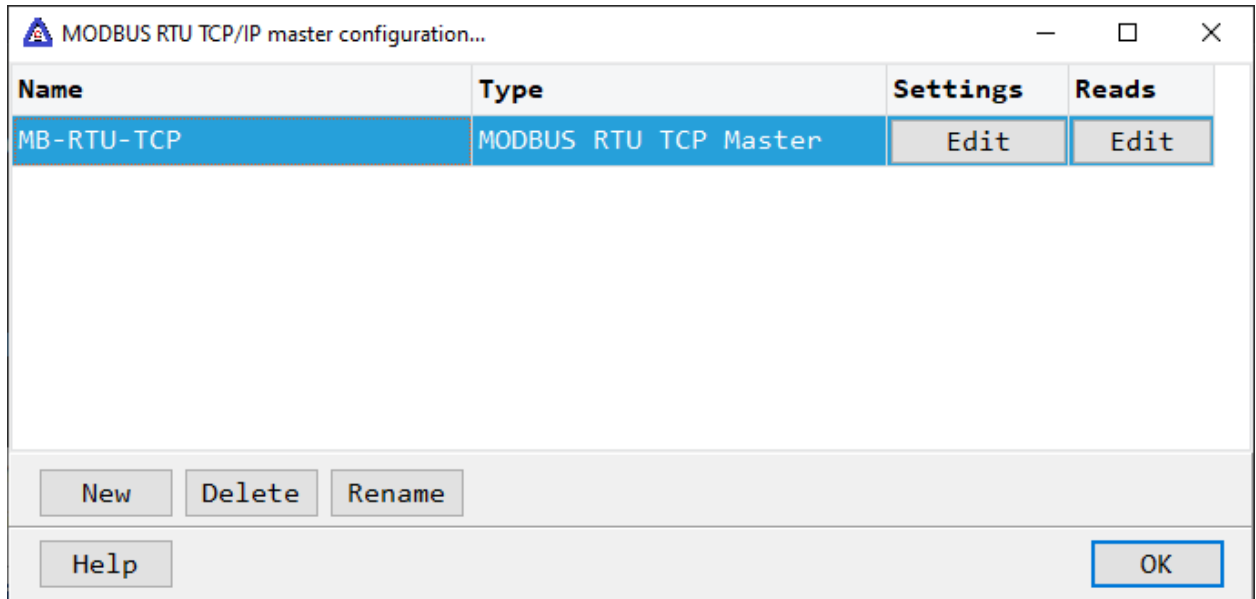 MODBUS RTU TCP/IP master configuration...
Name Type Settings Reads
MB-RTU-TCP MODBUS RTU TCP Master Edit Edit
New Delete Rename
Help OK